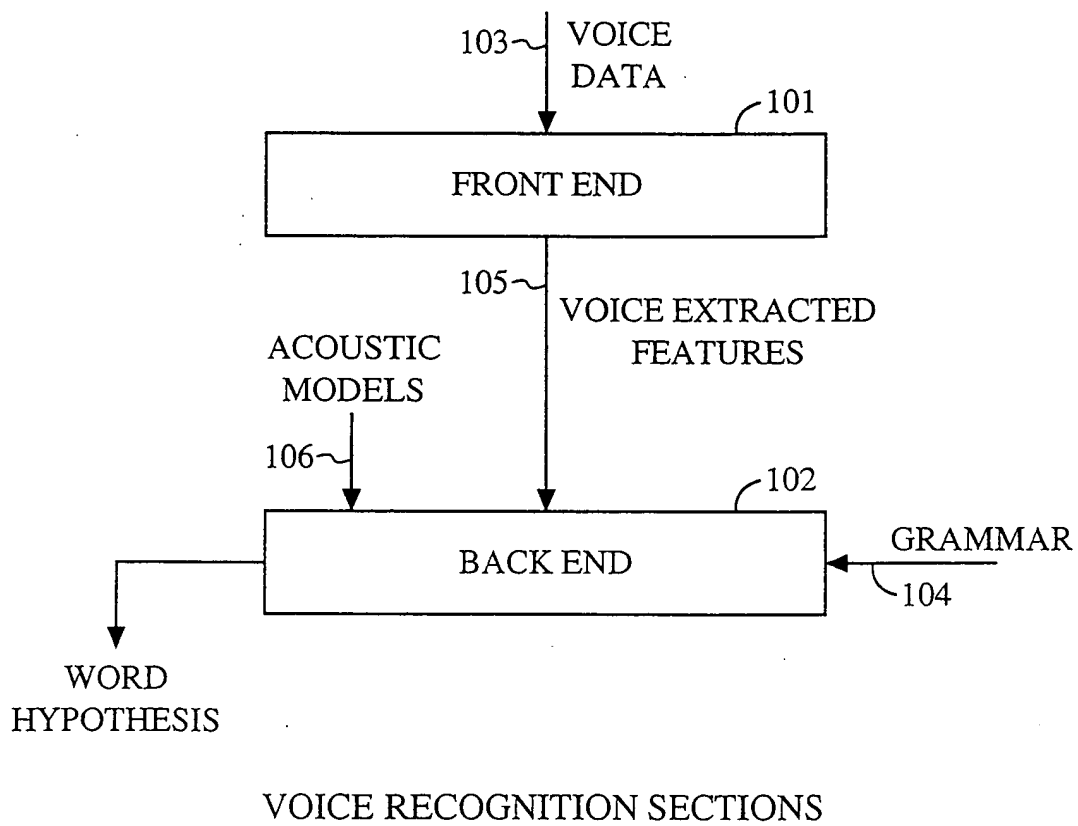 103
VOICE
DATA
101
FRONT END
105
VOICE EXTRACTED
FEATURES
ACOUSTIC
MODELS
106
102
BACK END
GRAMMAR
104
WORD
HYPOTHESIS
VOICE RECOGNITION SECTIONS